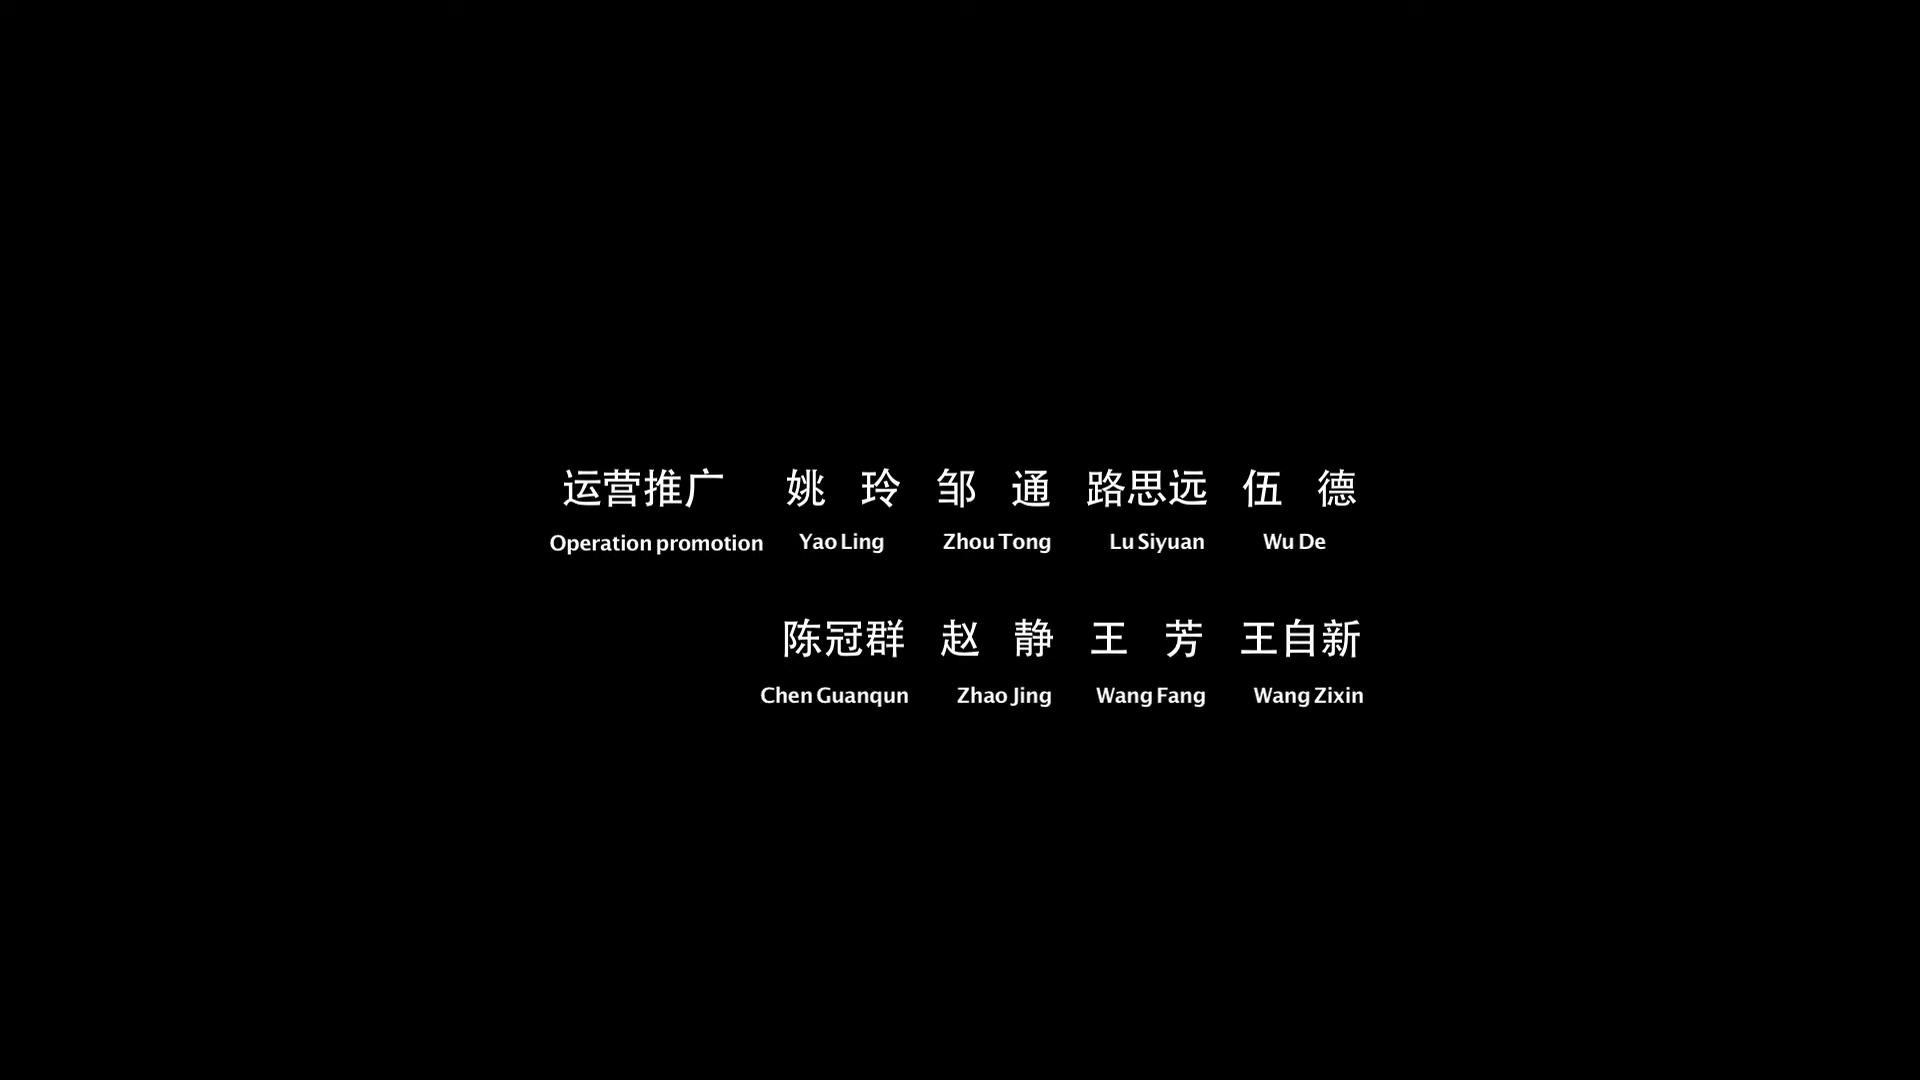 运营推广 姚 玲 邹 通 路思远 伍 德
Operation promotion Yao Ling Zhou Tong Lu Siyuan Wu De
陈冠群 赵 静 王 芳 王自新
Chen Guanqun Zhao Jing Wang Fang Wang Zixin